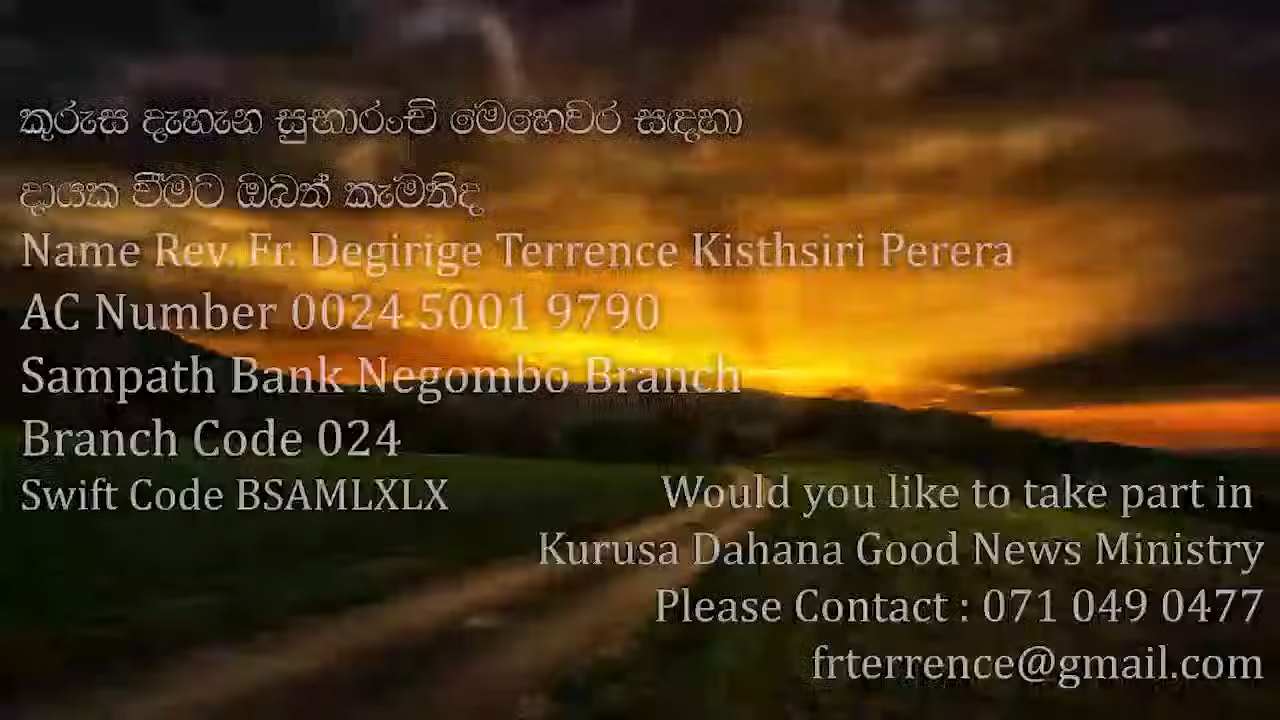 කුරුස දැහැන සුභාරංචි මෙහෙවර සඳහා
දායක වීමට ඔබත් කැමතිද
Name Rev. Fr. Degirige Terrence Kisthsiri Perera
AC Number 0024 5001 9790
Sampath Bank Negombo Branch
Branch Code 024
Swift Code BSAMLXLX
Would you like to take part in
Kurusa Dahana Good News Ministry
Please Contact : 071 049 0477
frterrence@gmail.com